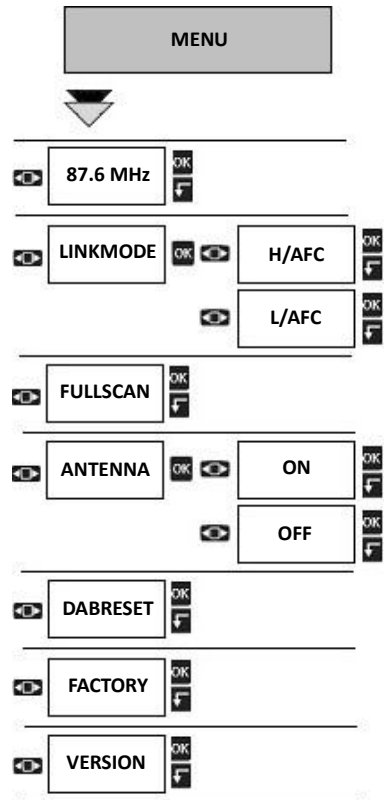 MENU
87.6 MHz OK
LINKMODE OK H/AFC OK
L/AFC OK
FULLSCAN OK
ANTENNA OK ON OK
OFF OK
DABRESET OK
FACTORY OK
VERSION OK